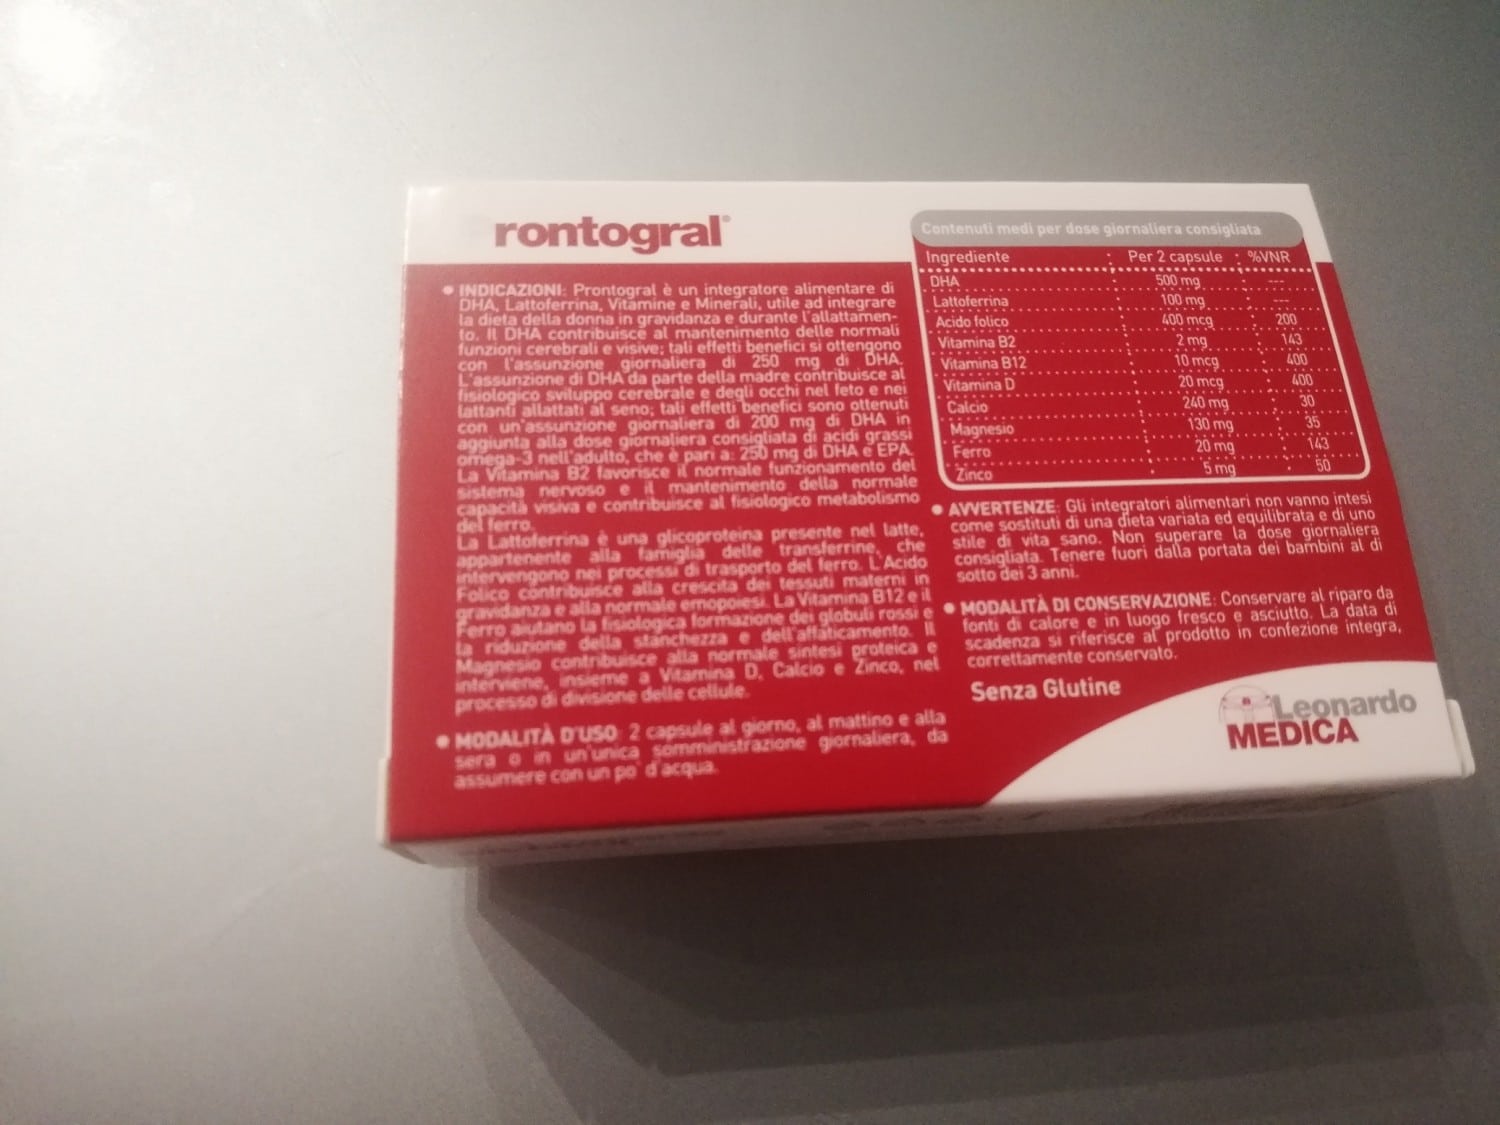 rontogral®
• INDICAZIONI: Prontogral è un integratore alimentare di
DHA, Lattoferrina, Vitamine e Minerali, utile ad integrare
la dieta della donna in gravidanza e durante l'allattamen-
to. Il DHA contribuisce al mantenimento delle normali
funzioni cerebrali e visive; tali effetti benefici si ottengono
con l'assunzione giornaliera di 250 mg di DHA.
L'assunzione di DHA da parte della madre contribuisce al
fisiologico sviluppo cerebrale e degli occhi nel feto e nei
lattanti allattati al seno; tali effetti benefici sono ottenuti
con un'assunzione giornaliera di 200 mg di DHA in
aggiunta alla dose giornaliera consigliata di acidi grassi
omega-3 nell'adulto, che è pari a: 250 mg di DHA e EPA.
La Vitamina B2 favorisce il normale funzionamento del
sistema nervoso e il mantenimento della normale
capacità visiva e contribuisce al fisiologico metabolismo
del ferro.
La Lattoferrina è una glicoproteina presente nel latte,
appartenente alla famiglia delle transferrine, che
intervengono nei processi di trasporto del ferro. L'Acido
Folico contribuisce alla crescita dei tessuti materni in
gravidanza e alla normale emopoiesi. La Vitamina B12 e il
Ferro aiutano la fisiologica formazione dei globuli rossi e
la riduzione della stanchezza e dell'affaticamento. Il
Magnesio contribuisce alla normale sintesi proteica e
interviene, insieme a Vitamina D, Calcio e Zinco, nel
processo di divisione delle cellule.
• MODALITÀ D'USO: 2 capsule al giorno, al mattino e alla
sera o in un'unica somministrazione giornaliera, da
assumere con un po' d'acqua.
Contenuti medi per dose giornaliera consigliata
Ingrediente Per 2 capsule %VNR
DHA 500 mg ---
Lattoferrina 100 mg ---
Acido folico 400 mcg 200
Vitamina B2 2 mg 143
Vitamina B12 10 mcg 400
Vitamina D 20 mcg 400
Calcio 240 mg 30
Magnesio 130 mg 35
Ferro 20 mg 143
Zinco 5 mg 50
• AVVERTENZE: Gli integratori alimentari non vanno intesi
come sostituti di una dieta variata ed equilibrata e di uno
stile di vita sano. Non superare la dose giornaliera
consigliata. Tenere fuori dalla portata dei bambini al di
sotto dei 3 anni.
• MODALITÀ DI CONSERVAZIONE: Conservare al riparo da
fonti di calore e in luogo fresco e asciutto. La data di
scadenza si riferisce al prodotto in confezione integra,
correttamente conservato.
Senza Glutine
Leonardo
MEDICA